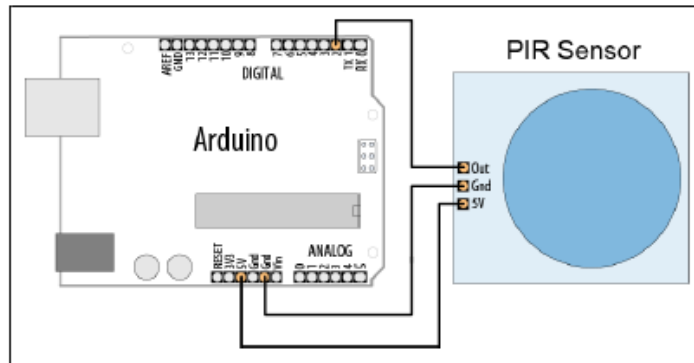 AREF
GND
13
12
11
10
9
8
7
6
5
4
3
2
TX 1
RX 0
DIGITAL
PIR Sensor
Arduino
Out
Gnd
5V
RESET
3V3
5V
Gnd
Gnd
Vin
ANALOG
0
1
2
3
4
5